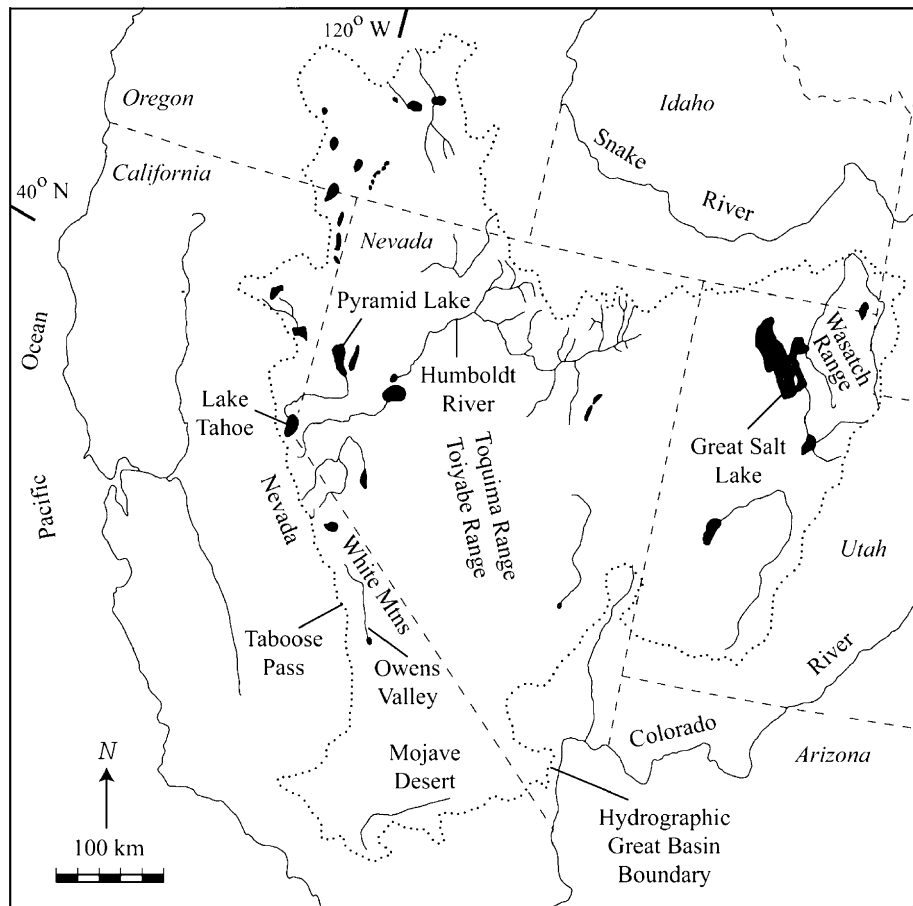 120° W
Oregon
Idaho
California
Snake
River
40° N
Nevada
Pyramid Lake
Ocean
Wasatch
Range
Humboldt
River
Lake
Tahoe
Great Salt
Lake
Toquima Range
Toiyabe Range
Nevada
Pacific
White Mtns
Utah
Taboose
Pass
Owens
Valley
River
Colorado
Arizona
N
Mojave
Desert
Hydrographic
Great Basin
Boundary
100 km